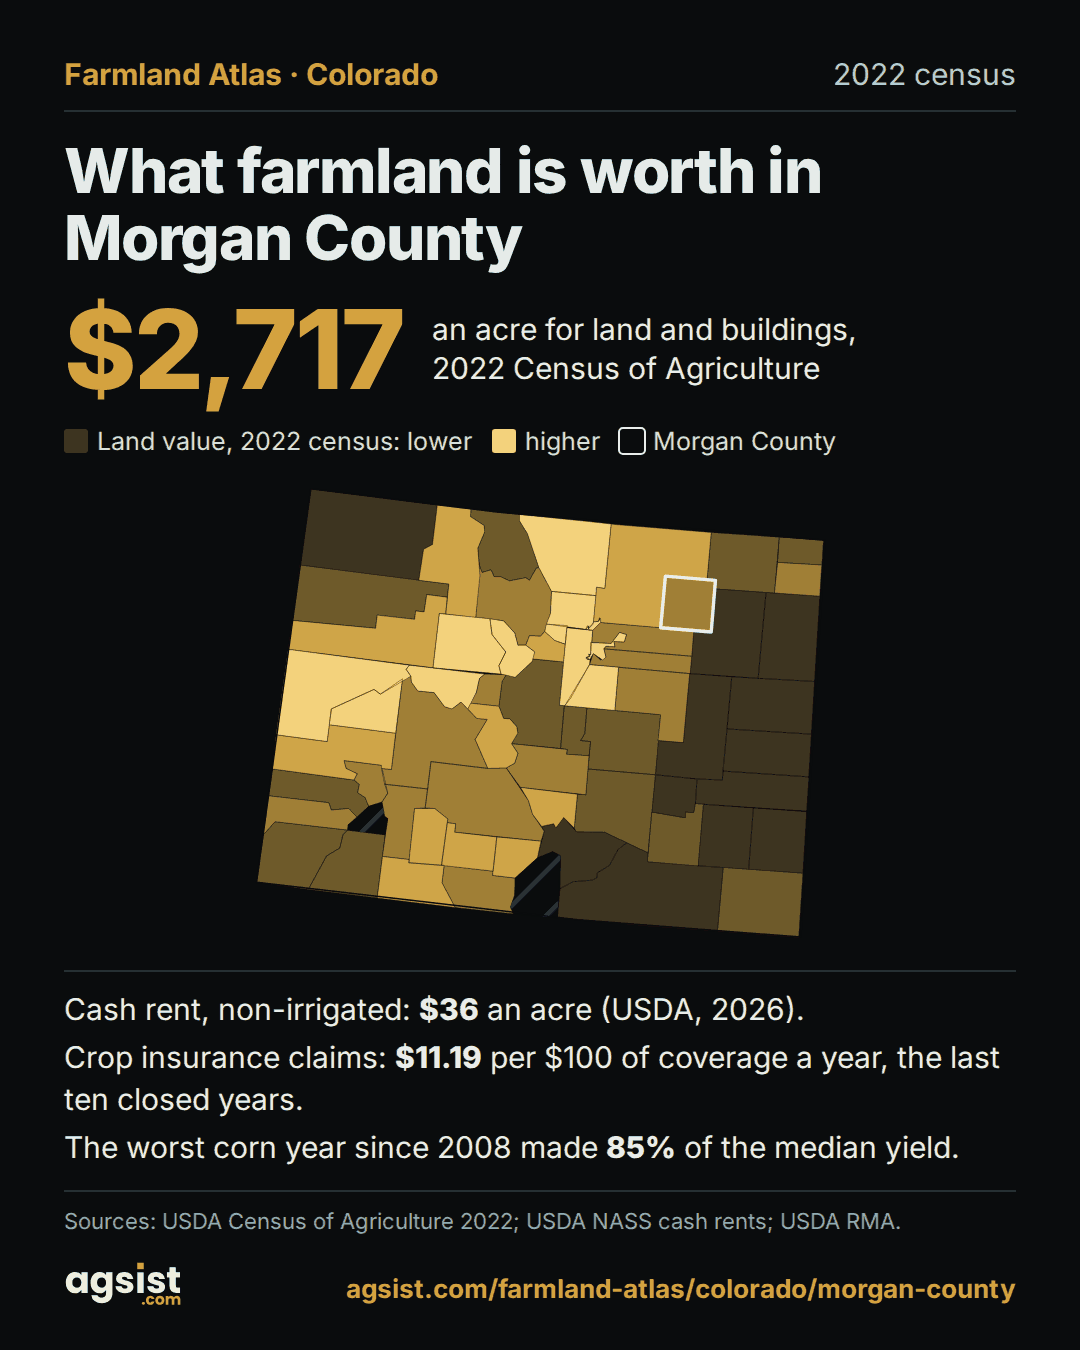 Farmland Atlas · Colorado
2022 census
What farmland is worth in
Morgan County
$2,717
an acre for land and buildings,
2022 Census of Agriculture
Land value, 2022 census: lower
higher
Morgan County
Cash rent, non-irrigated: $36 an acre (USDA, 2026).
Crop insurance claims: $11.19 per $100 of coverage a year, the last
ten closed years.
The worst corn year since 2008 made 85% of the median yield.
Sources: USDA Census of Agriculture 2022; USDA NASS cash rents; USDA RMA.
agsist
.com
agsist.com/farmland-atlas/colorado/morgan-county